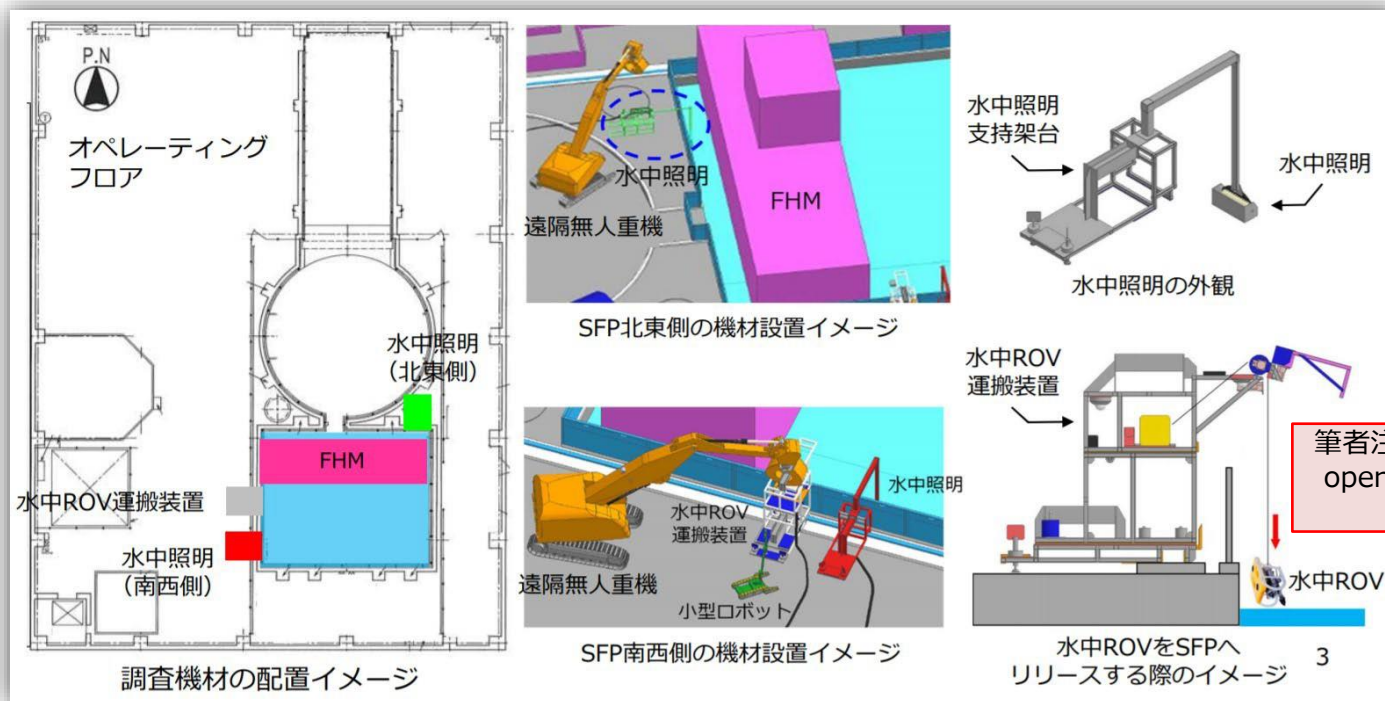 P.N
オペレーティング
フロア
水中照明
（北東側）
FHM
水中ROV運搬装置
水中照明
（南西側）
調査機材の配置イメージ
水中照明
遠隔無人重機
FHM
SFP北東側の機材設置イメージ
水中照明
水中ROV
運搬装置
遠隔無人重機
小型ロボット
SFP南西側の機材設置イメージ
水中照明
支持架台
水中照明
水中照明の外観
水中ROV
運搬装置
筆者注
open
水中ROV
水中ROVをSFPへ
リリースする際のイメージ
3